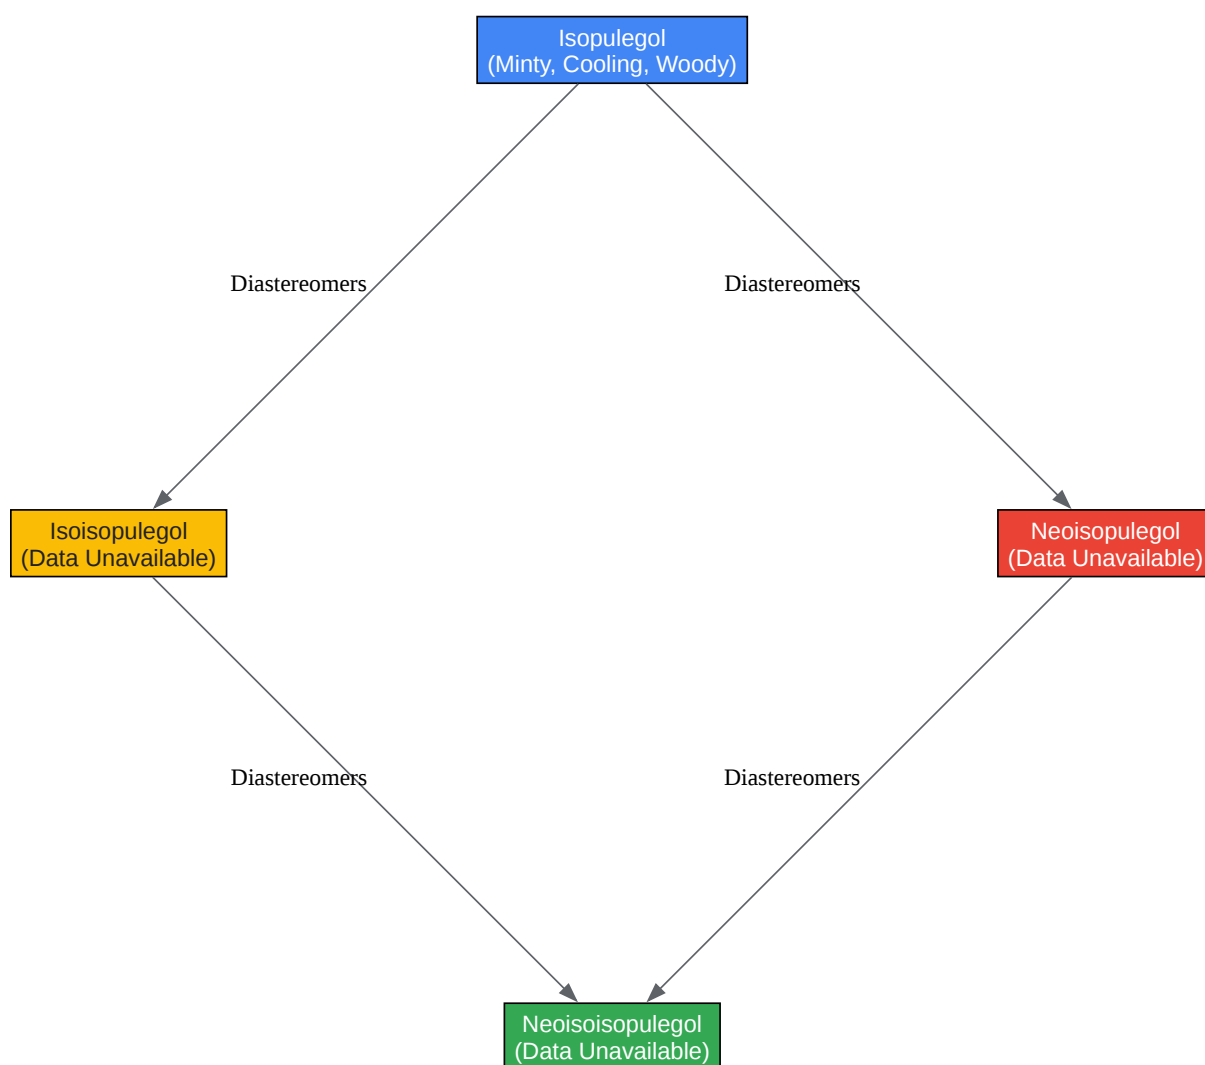 Isopulegol
(Minty, Cooling, Woody)
Diastereomers
Diastereomers
Isoisopulegol
(Data Unavailable)
Neoisopulegol
(Data Unavailable)
Diastereomers
Diastereomers
Neoisoisopulegol
(Data Unavailable)